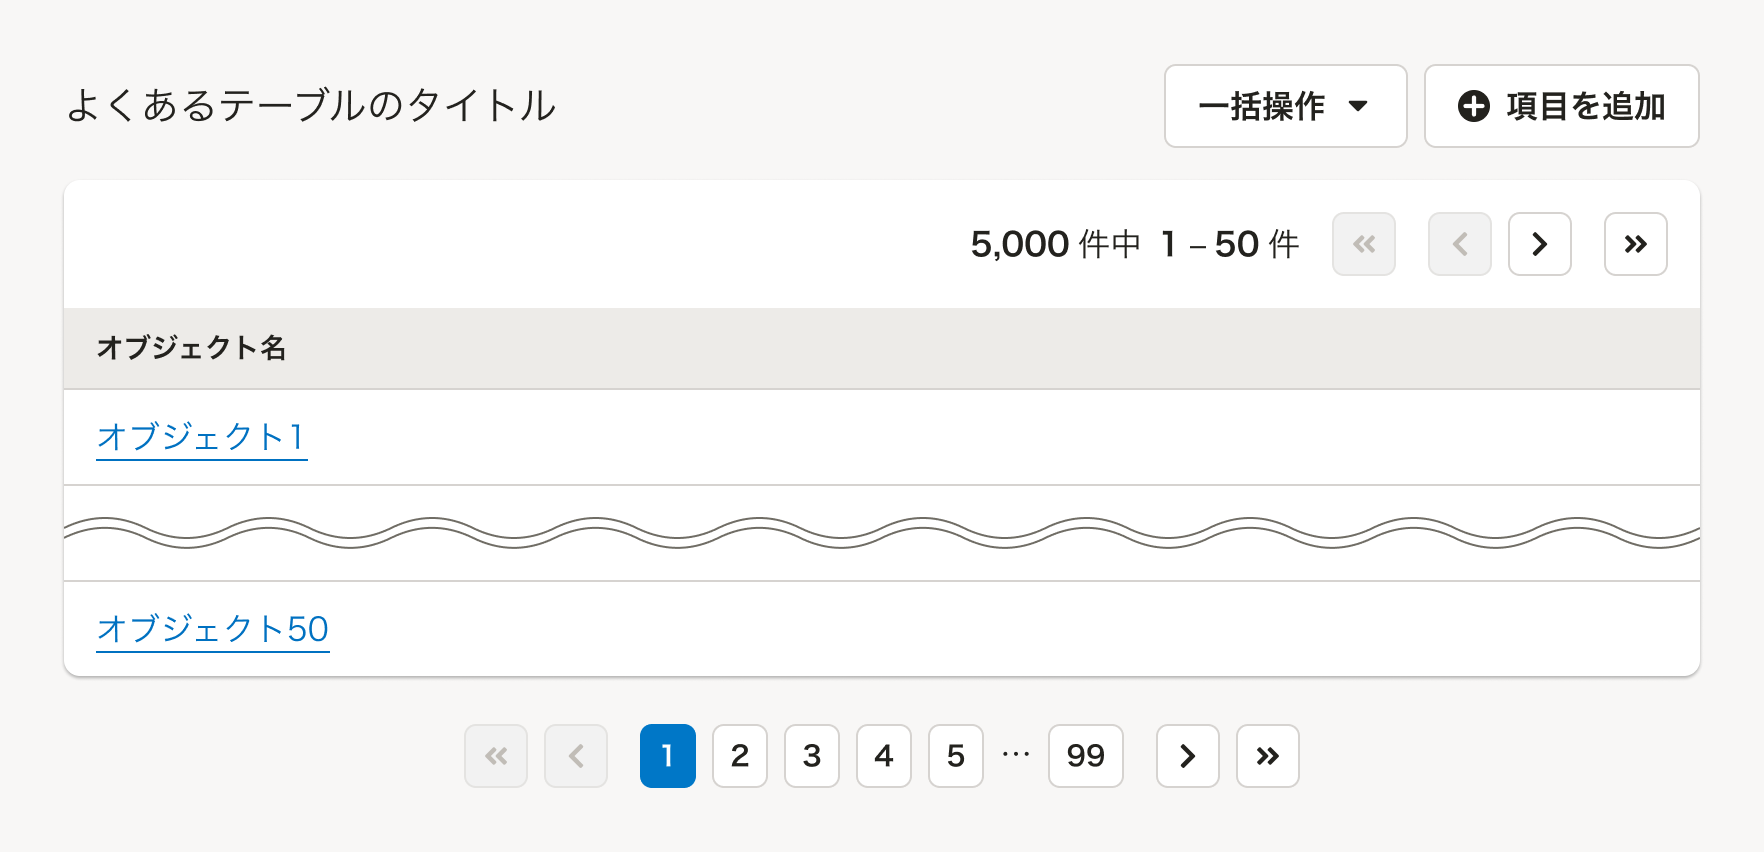 よくあるテーブルのタイトル
一括操作
項目を追加
5,000 件中 1 – 50 件
オブジェクト名
オブジェクト1
オブジェクト50
1 2 3 4 5 … 99